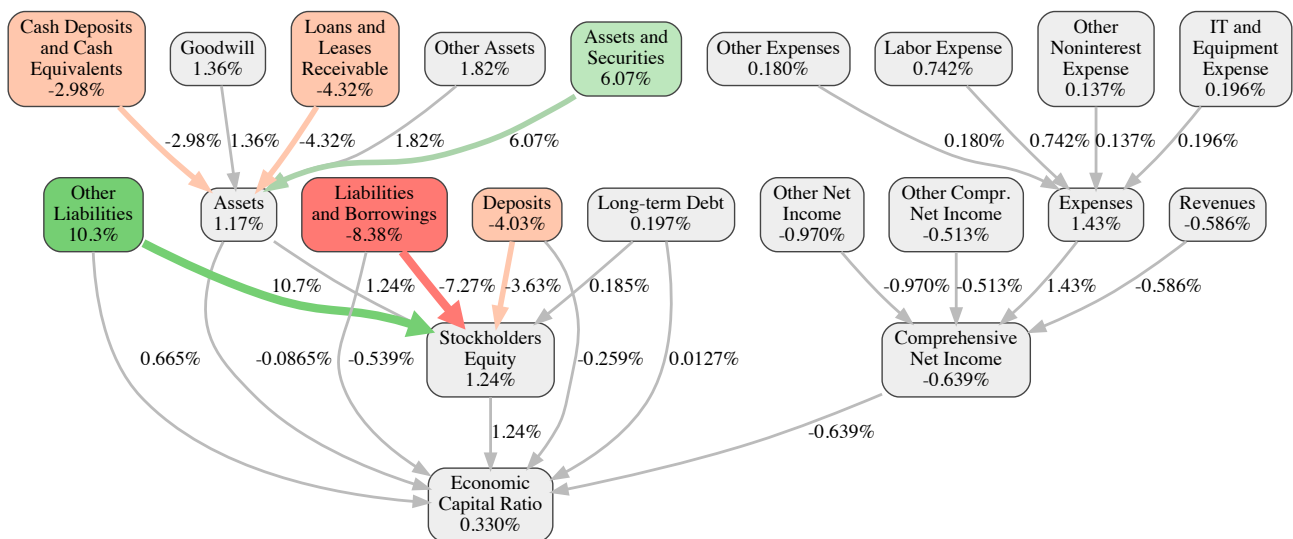 Cash Deposits
and Cash
Equivalents
-2.98%
Goodwill
1.36%
Loans and
Leases
Receivable
-4.32%
Other Assets
1.82%
Assets and
Securities
6.07%
Other Expenses
0.180%
Labor Expense
0.742%
Other
Noninterest
Expense
0.137%
IT and
Equipment
Expense
0.196%
-2.98%
1.36%
-4.32%
1.82%
6.07%
0.180%
0.742%
0.137%
0.196%
Other
Liabilities
10.3%
Assets
1.17%
Liabilities
and Borrowings
-8.38%
Deposits
-4.03%
Long-term Debt
0.197%
Other Net
Income
-0.970%
Other Compr.
Net Income
-0.513%
Expenses
1.43%
Revenues
-0.586%
10.7%
1.24%
-7.27%
-3.63%
0.185%
-0.970%
-0.513%
1.43%
-0.586%
0.665%
-0.0865%
-0.539%
Stockholders
Equity
1.24%
-0.259%
0.0127%
Comprehensive
Net Income
-0.639%
1.24%
-0.639%
Economic
Capital Ratio
0.330%